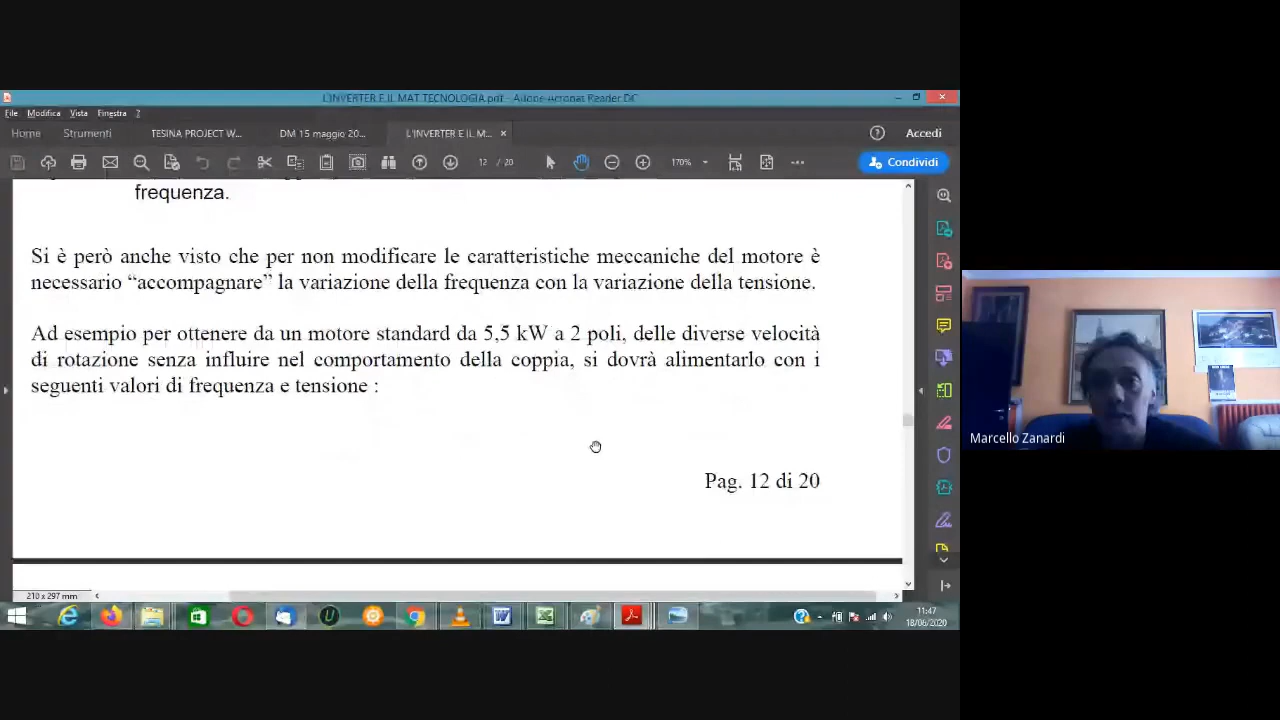 L'INVERTER E IL MAT TECNOLOGIA.pdf - Adobe Acrobat Reader DC
File Modifica Vista Finestra ?
Home Strumenti TESINA PROJECT W... DM 15 maggio 20... L'INVERTER E IL M... × Accedi
12 / 20 170% Condividi
frequenza.
Si è però anche visto che per non modificare le caratteristiche meccaniche del motore è
necessario “accompagnare” la variazione della frequenza con la variazione della tensione.
Ad esempio per ottenere da un motore standard da 5,5 kW a 2 poli, delle diverse velocità
di rotazione senza influire nel comportamento della coppia, si dovrà alimentarlo con i
seguenti valori di frequenza e tensione :
Marcello Zanardi
Pag. 12 di 20
210 x 297 mm
11:47
18/06/2020